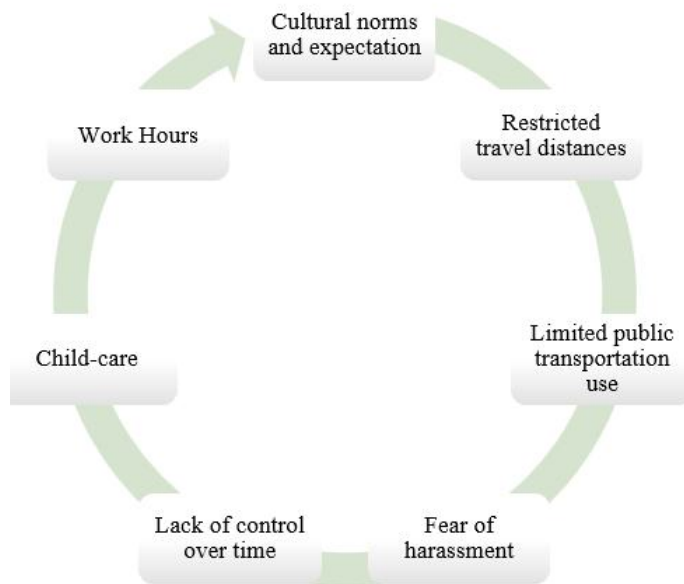 Cultural norms
and expectation
Restricted
travel distances
Limited public
transportation
use
Fear of
harassment
Lack of control
over time
Child-care
Work Hours